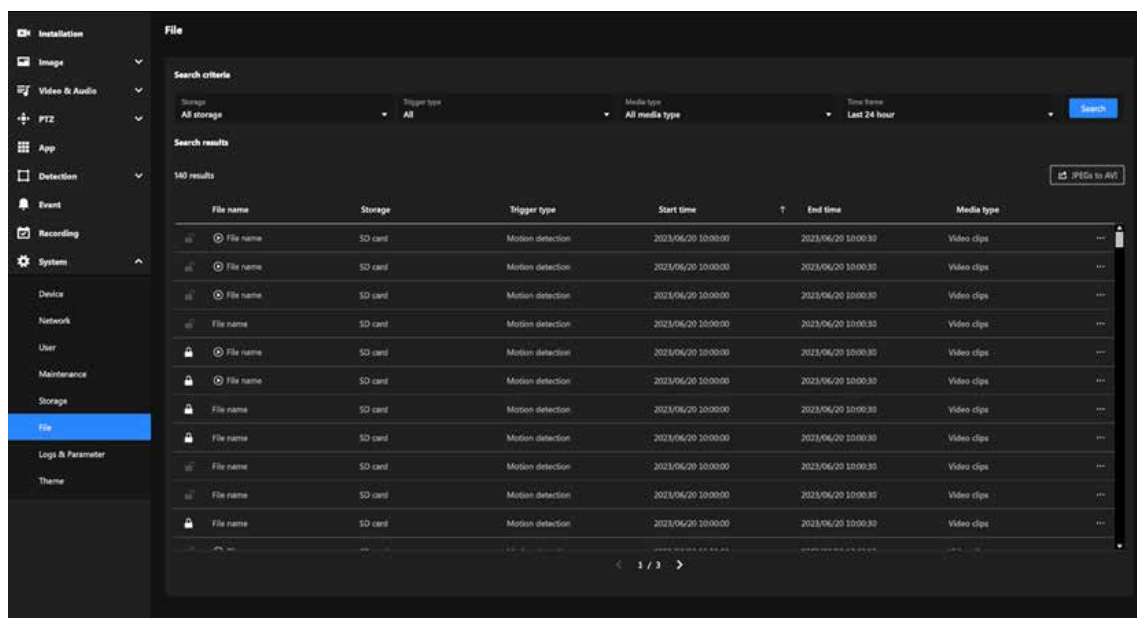 Installation
Image
Video & Audio
PTZ
App
Detection
Event
Recording
System
Device
Network
User
Maintenance
Storage
File
Logs & Parameter
Theme
File
Search criteria
Storage Trigger type Media type Time frame
All storage All All media type Last 24 hour Search
Search results
140 results JPEGs to AVI
File name Storage Trigger type Start time ↑ End time Media type
File name SD card Motion detection 2023/06/20 10:00:00 2023/06/20 10:00:30 Video clips ...
File name SD card Motion detection 2023/06/20 10:00:00 2023/06/20 10:00:30 Video clips ...
File name SD card Motion detection 2023/06/20 10:00:00 2023/06/20 10:00:30 Video clips ...
File name SD card Motion detection 2023/06/20 10:00:00 2023/06/20 10:00:30 Video clips ...
File name SD card Motion detection 2023/06/20 10:00:00 2023/06/20 10:00:30 Video clips ...
File name SD card Motion detection 2023/06/20 10:00:00 2023/06/20 10:00:30 Video clips ...
File name SD card Motion detection 2023/06/20 10:00:00 2023/06/20 10:00:30 Video clips ...
File name SD card Motion detection 2023/06/20 10:00:00 2023/06/20 10:00:30 Video clips ...
File name SD card Motion detection 2023/06/20 10:00:00 2023/06/20 10:00:30 Video clips ...
File name SD card Motion detection 2023/06/20 10:00:00 2023/06/20 10:00:30 Video clips ...
File name SD card Motion detection 2023/06/20 10:00:00 2023/06/20 10:00:30 Video clips ...
< 1 / 3 >